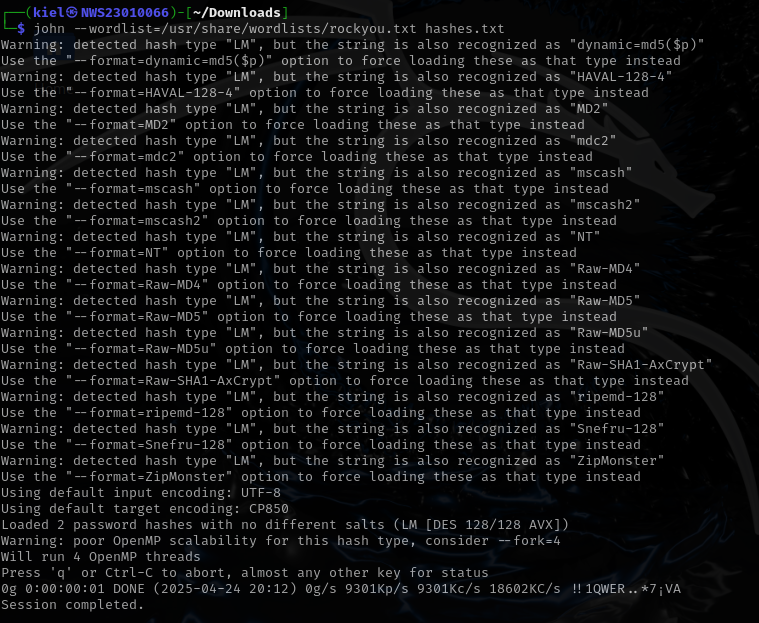 ┌──(kiel㉿NWS23010066)-[~/Downloads]
└─$ john --wordlist=/usr/share/wordlists/rockyou.txt hashes.txt
Warning: detected hash type "LM", but the string is also recognized as "dynamic=md5($p)"
Use the "--format=dynamic=md5($p)" option to force loading these as that type instead
Warning: detected hash type "LM", but the string is also recognized as "HAVAL-128-4"
Use the "--format=HAVAL-128-4" option to force loading these as that type instead
Warning: detected hash type "LM", but the string is also recognized as "MD2"
Use the "--format=MD2" option to force loading these as that type instead
Warning: detected hash type "LM", but the string is also recognized as "mdc2"
Use the "--format=mdc2" option to force loading these as that type instead
Warning: detected hash type "LM", but the string is also recognized as "mscash"
Use the "--format=mscash" option to force loading these as that type instead
Warning: detected hash type "LM", but the string is also recognized as "mscash2"
Use the "--format=mscash2" option to force loading these as that type instead
Warning: detected hash type "LM", but the string is also recognized as "NT"
Use the "--format=NT" option to force loading these as that type instead
Warning: detected hash type "LM", but the string is also recognized as "Raw-MD4"
Use the "--format=Raw-MD4" option to force loading these as that type instead
Warning: detected hash type "LM", but the string is also recognized as "Raw-MD5"
Use the "--format=Raw-MD5" option to force loading these as that type instead
Warning: detected hash type "LM", but the string is also recognized as "Raw-MD5u"
Use the "--format=Raw-MD5u" option to force loading these as that type instead
Warning: detected hash type "LM", but the string is also recognized as "Raw-SHA1-AxCrypt"
Use the "--format=Raw-SHA1-AxCrypt" option to force loading these as that type instead
Warning: detected hash type "LM", but the string is also recognized as "ripemd-128"
Use the "--format=ripemd-128" option to force loading these as that type instead
Warning: detected hash type "LM", but the string is also recognized as "Snefru-128"
Use the "--format=Snefru-128" option to force loading these as that type instead
Warning: detected hash type "LM", but the string is also recognized as "ZipMonster"
Use the "--format=ZipMonster" option to force loading these as that type instead
Using default input encoding: UTF-8
Using default target encoding: CP850
Loaded 2 password hashes with no different salts (LM [DES 128/128 AVX])
Warning: poor OpenMP scalability for this hash type, consider --fork=4
Will run 4 OpenMP threads
Press 'q' or Ctrl-C to abort, almost any other key for status
0g 0:00:00:01 DONE (2025-04-24 20:12) 0g/s 9301Kp/s 9301Kc/s 18602KC/s !!1QWER..*7¡VA
Session completed.